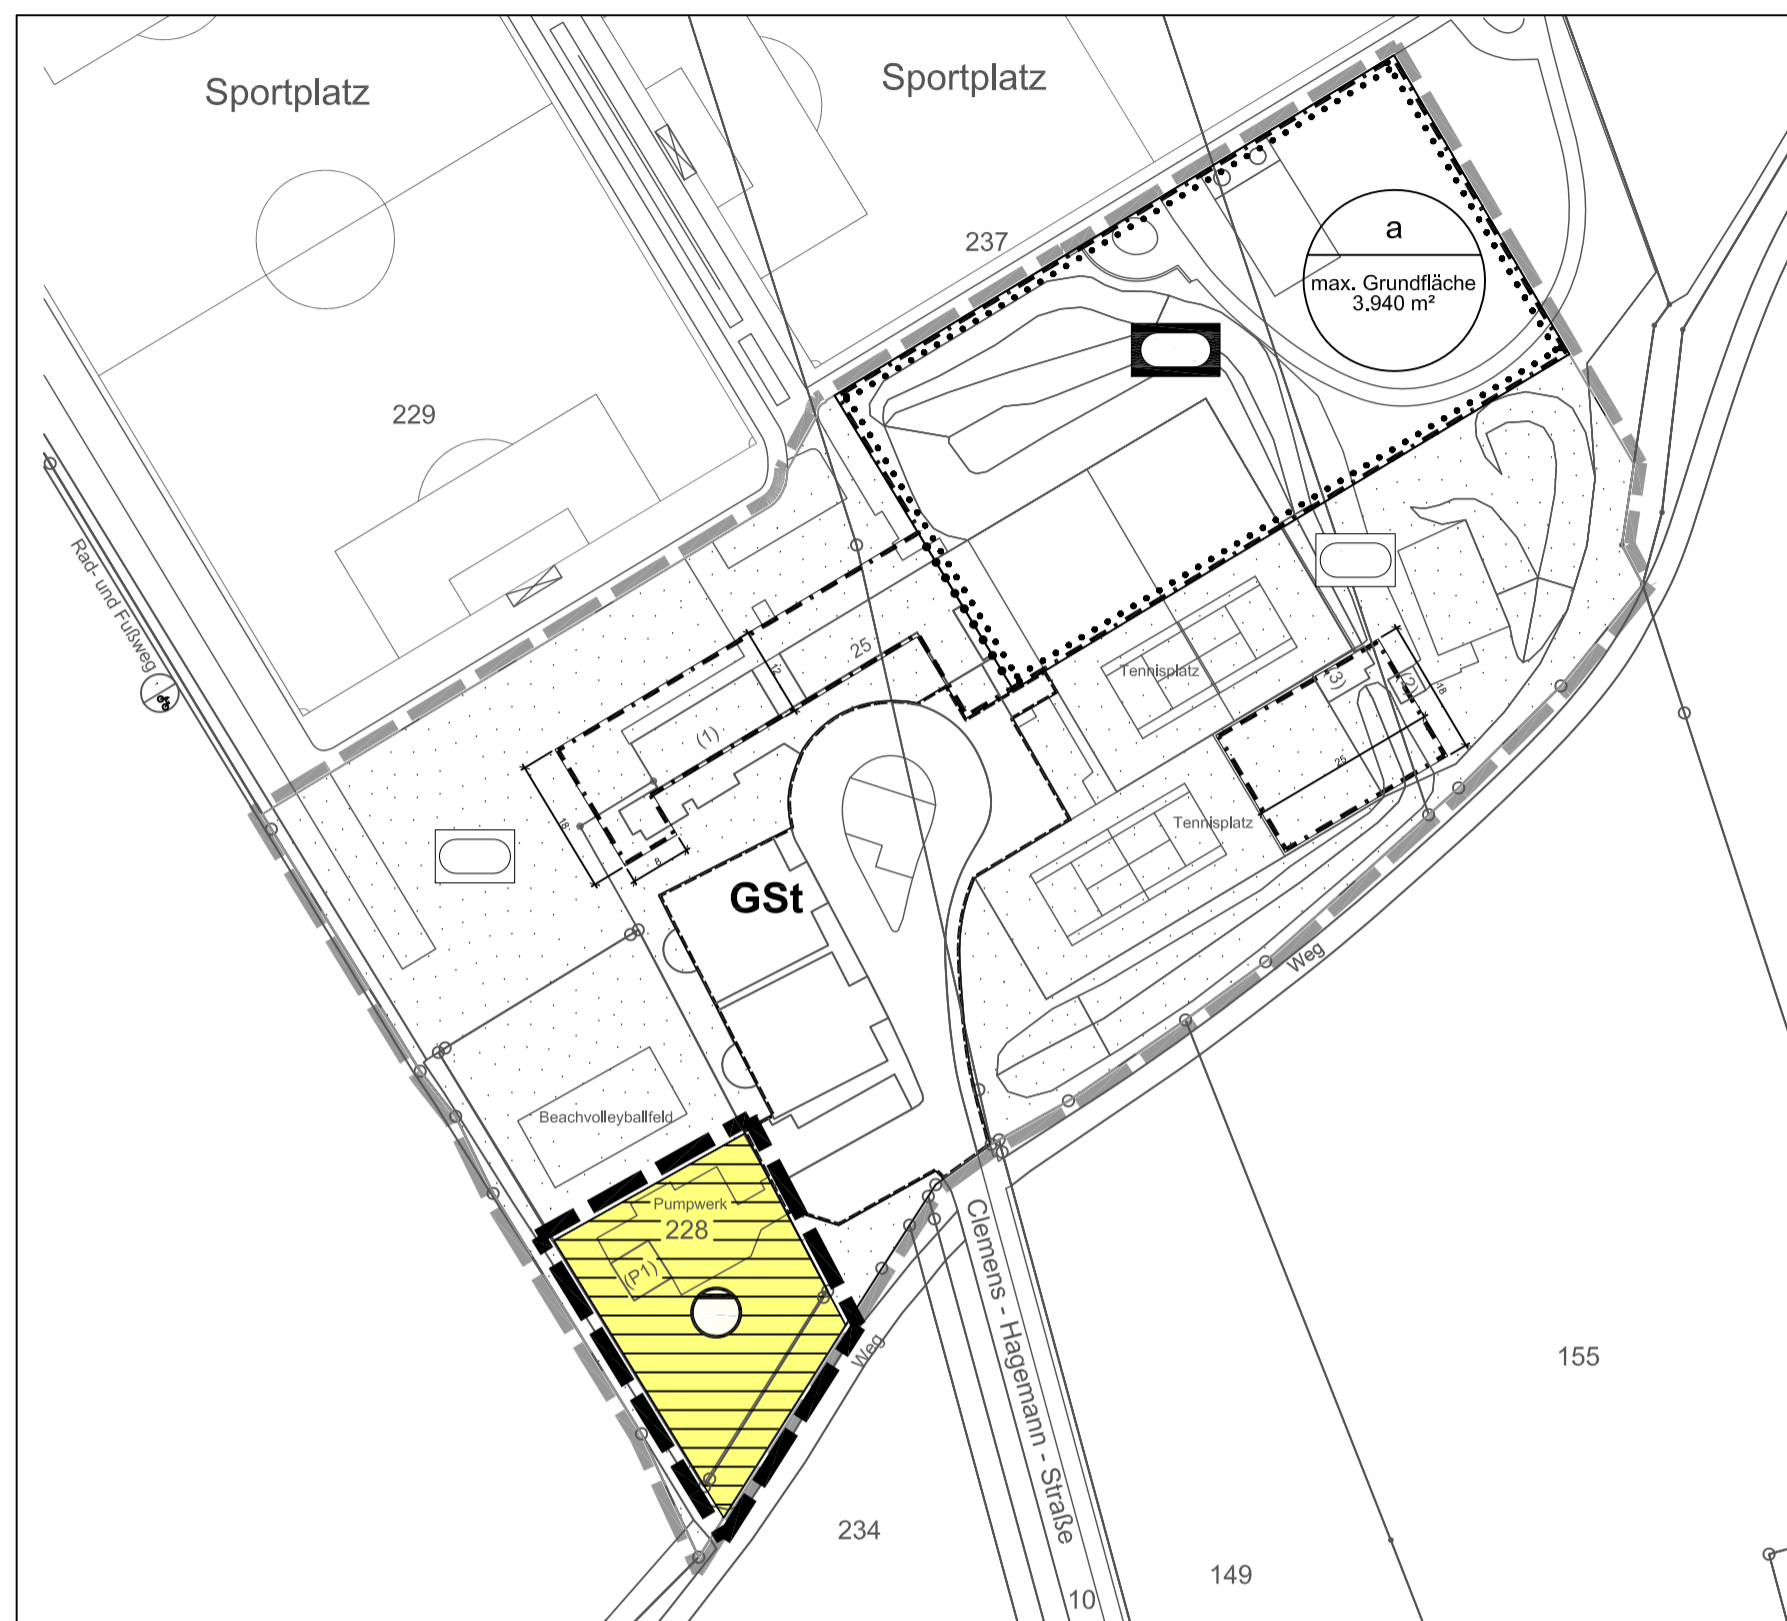 Sportplatz
Sportplatz
237
a
max. Grundfläche
3.940 m²
229
Rad- und Fußweg
25
12
(1)
18
8
Tennisplatz
(3)
(2)
18
25
Tennisplatz
GSt
Weg
Beachvolleyballfeld
Pumpwerk
228
(P1)
Weg
Clemens - Hagemann - Straße
155
234
149
10